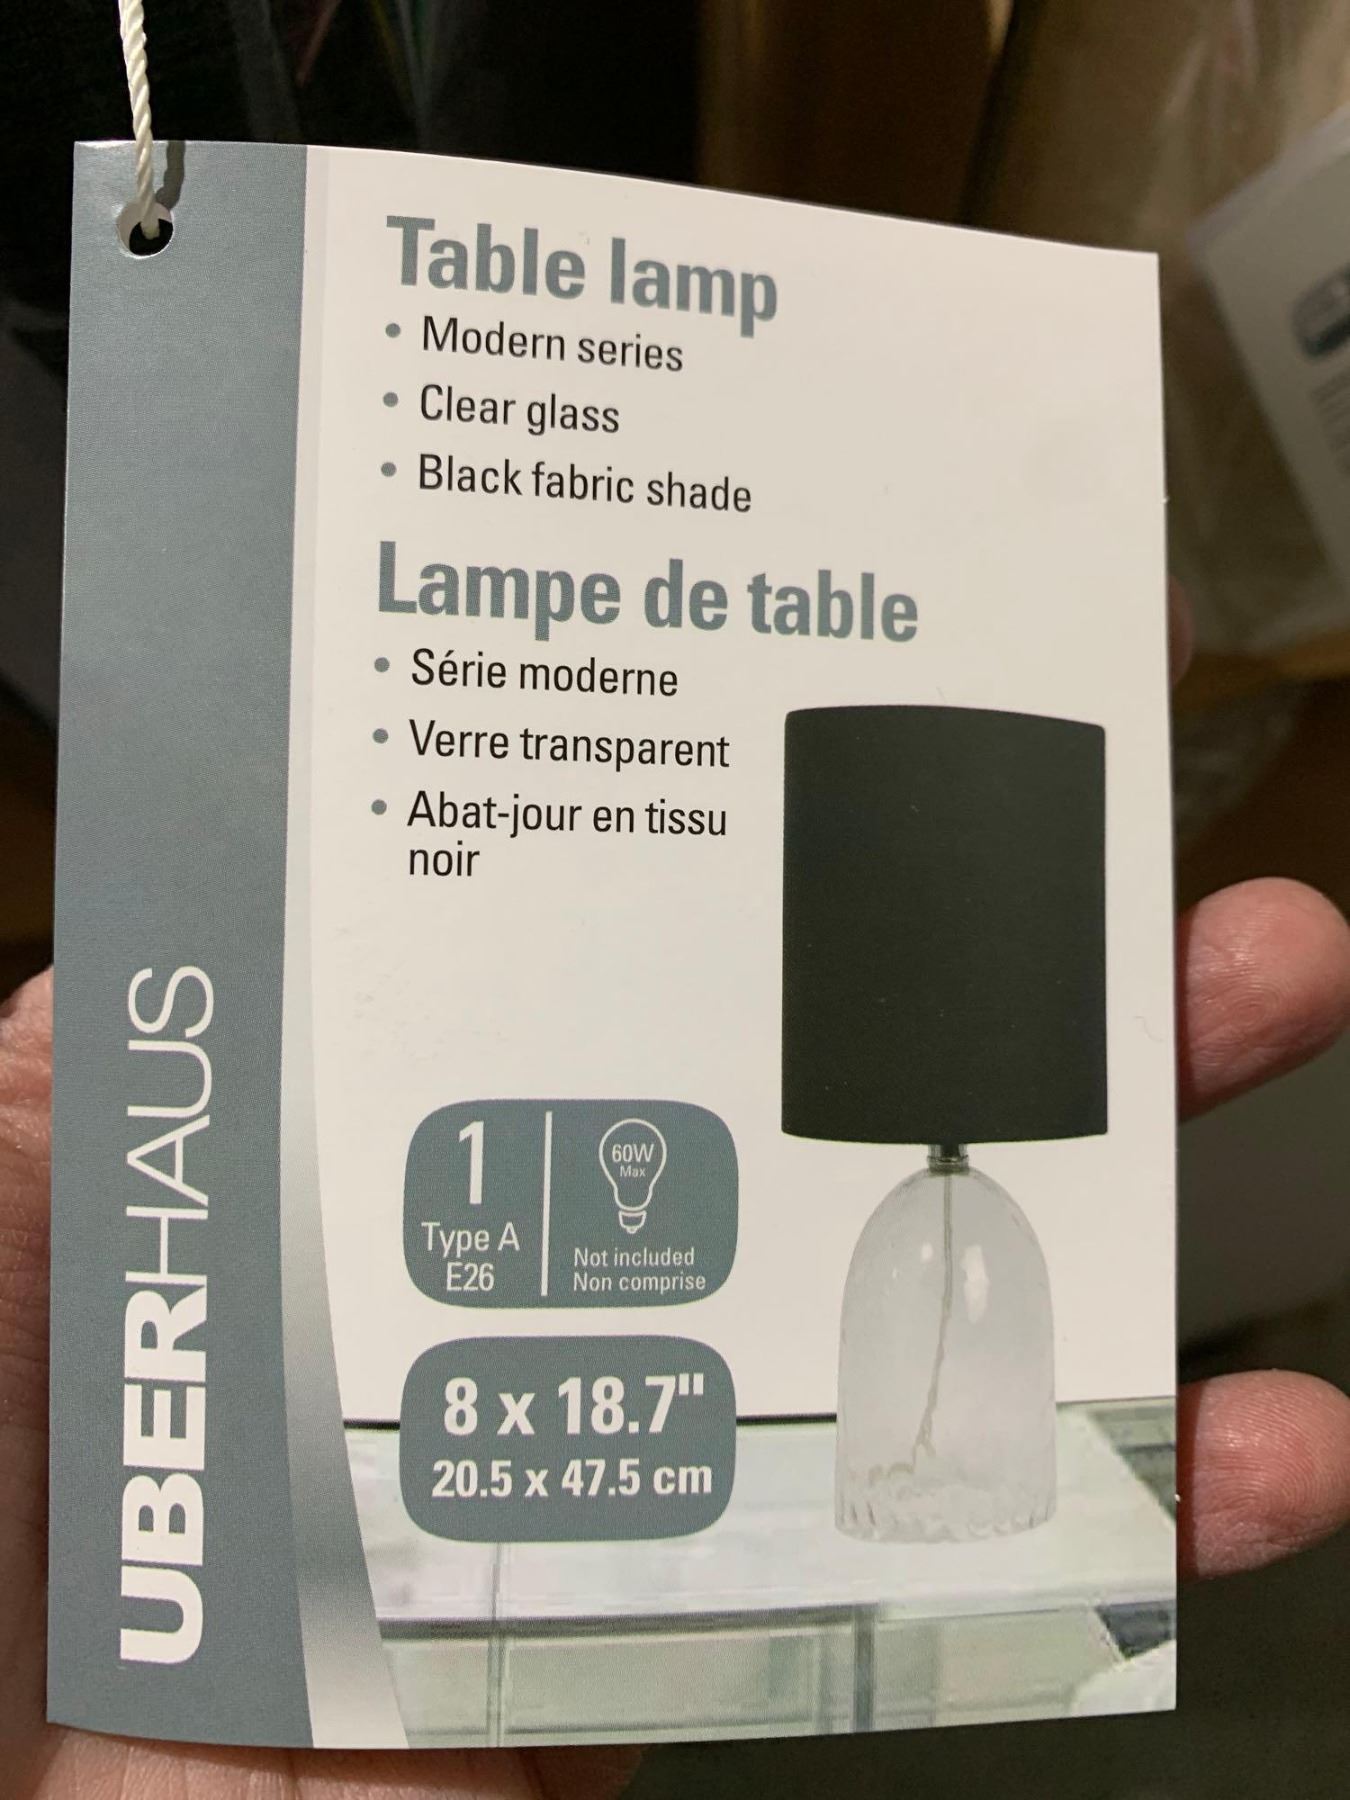 Table lamp
• Modern series
• Clear glass
• Black fabric shade
Lampe de table
• Série moderne
• Verre transparent
• Abat-jour en tissu
noir
UBERHAUS
1
Type A
E26
60W
Max
Not included
Non comprise
8 x 18.7"
20.5 x 47.5 cm